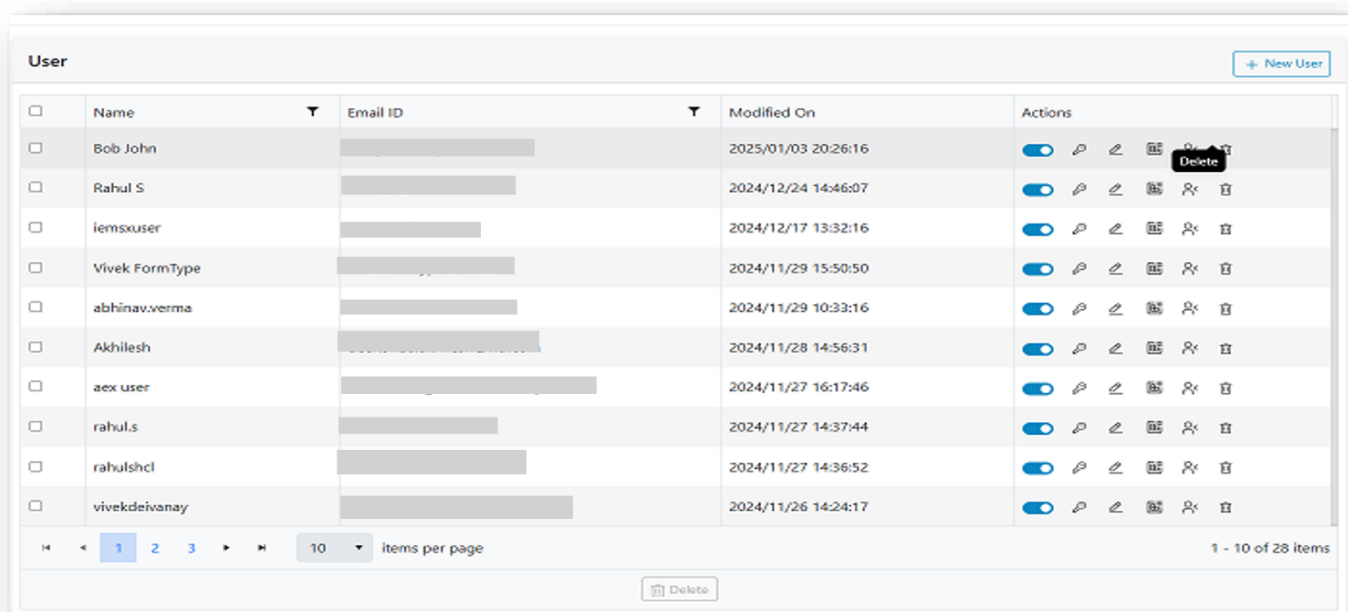 User
+ New User
Name Email ID Modified On Actions
Bob John 2025/01/03 20:26:16
Delete
Rahul S 2024/12/24 14:46:07
iemsxuser 2024/12/17 13:32:16
Vivek FormType 2024/11/29 15:50:50
abhinav.verma 2024/11/29 10:33:16
Akhilesh 2024/11/28 14:56:31
aex user 2024/11/27 16:17:46
rahul.s 2024/11/27 14:37:44
rahulshcl 2024/11/27 14:36:52
vivekdeivanay 2024/11/26 14:24:17
1 2 3 10 items per page 1 - 10 of 28 items
Delete